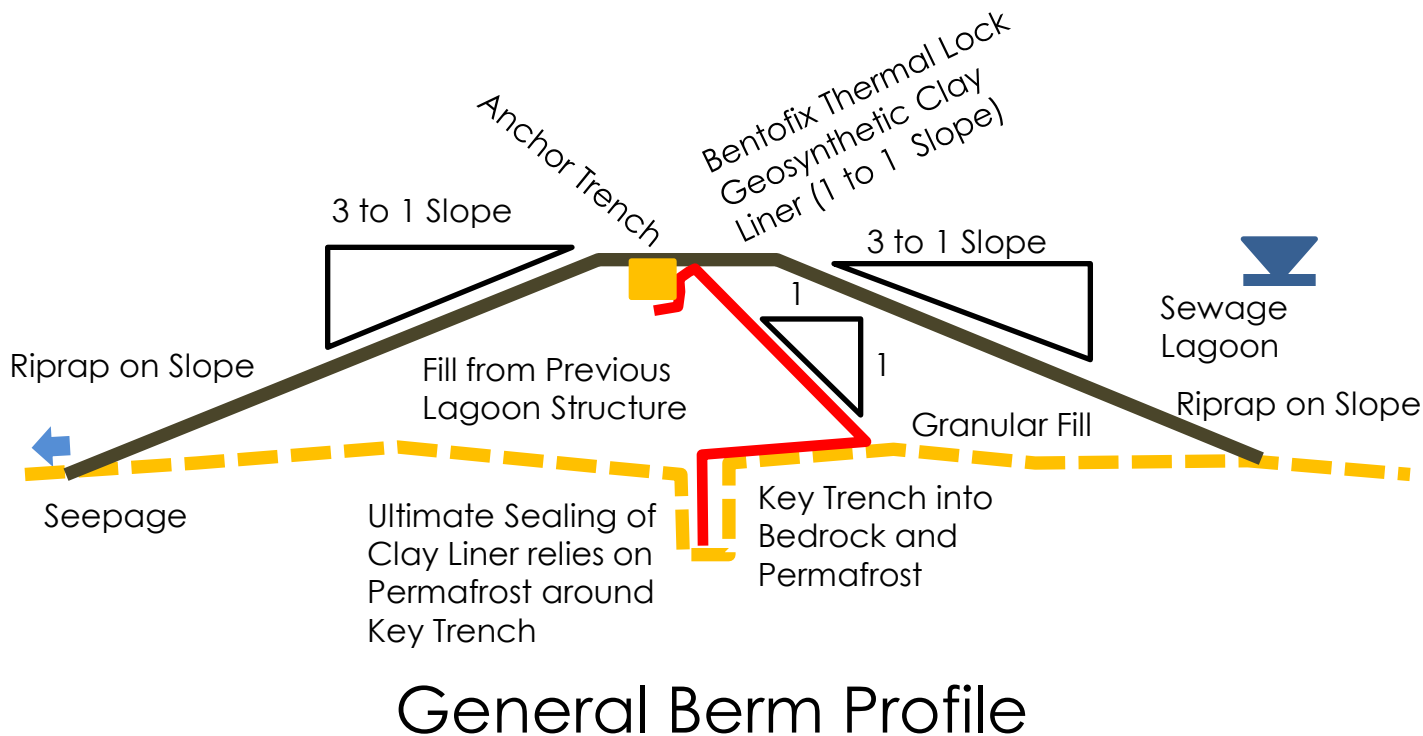 Anchor Trench
Bentofix Thermal Lock
Geosynthetic Clay
Liner (1 to 1 Slope)
3 to 1 Slope
3 to 1 Slope
1
1
Sewage
Lagoon
Riprap on Slope
Fill from Previous
Lagoon Structure
Granular Fill
Riprap on Slope
Seepage
Ultimate Sealing of
Clay Liner relies on
Permafrost around
Key Trench
Key Trench into
Bedrock and
Permafrost
General Berm Profile